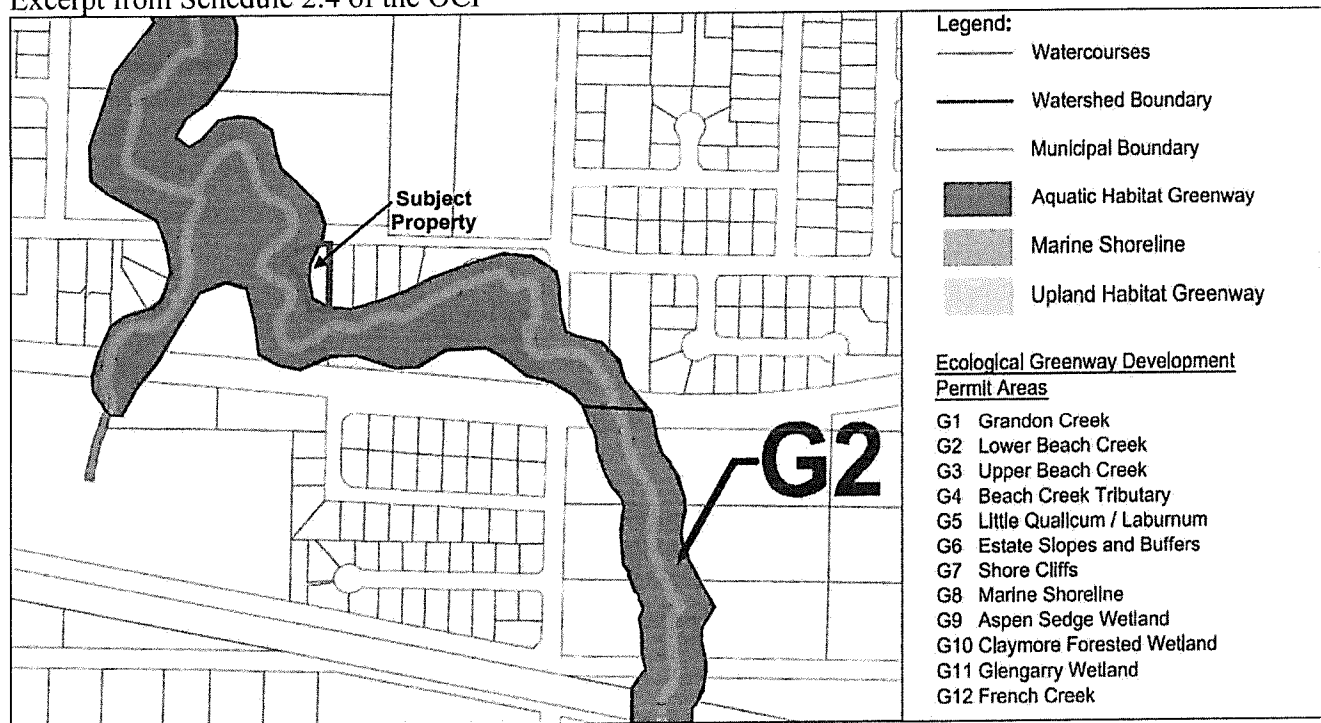 Excerpt from Schedule 2.4 of the OCP
Subject
Property
G2
Legend:
Watercourses
Watershed Boundary
Municipal Boundary
Aquatic Habitat Greenway
Marine Shoreline
Upland Habitat Greenway
Ecological Greenway Development
Permit Areas
G1 Grandon Creek
G2 Lower Beach Creek
G3 Upper Beach Creek
G4 Beach Creek Tributary
G5 Little Qualicum / Laburnum
G6 Estate Slopes and Buffers
G7 Shore Cliffs
G8 Marine Shoreline
G9 Aspen Sedge Wetland
G10 Claymore Forested Wetland
G11 Glengarry Wetland
G12 French Creek